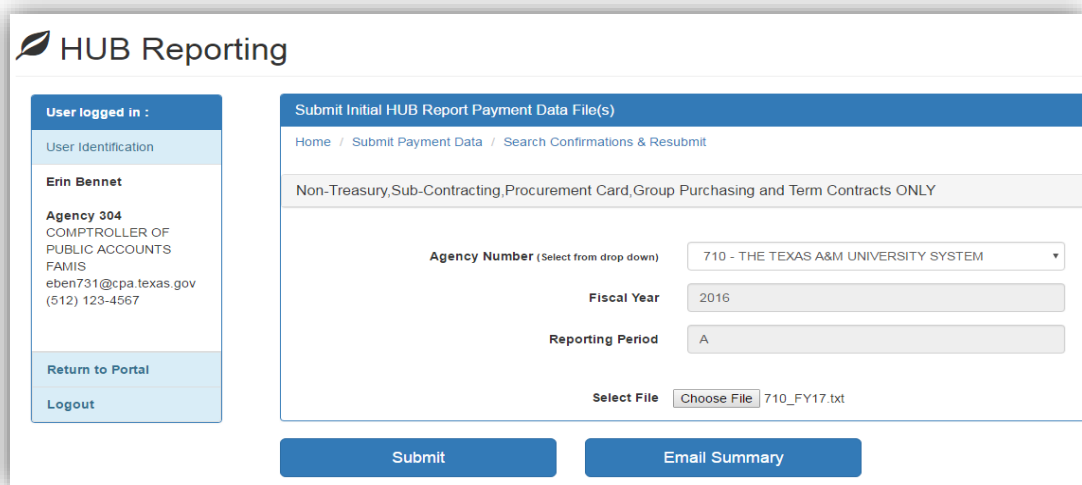 HUB Reporting
User logged in :
User Identification
Erin Bennet
Agency 304
COMPTROLLER OF
PUBLIC ACCOUNTS
FAMIS
eben731@cpa.texas.gov
(512) 123-4567
Return to Portal
Logout
Submit Initial HUB Report Payment Data File(s)
Home / Submit Payment Data / Search Confirmations & Resubmit
Non-Treasury,Sub-Contracting,Procurement Card,Group Purchasing and Term Contracts ONLY
Agency Number (Select from drop down) 710 - THE TEXAS A&M UNIVERSITY SYSTEM
Fiscal Year 2016
Reporting Period A
Select File Choose File 710_FY17.txt
Submit Email Summary